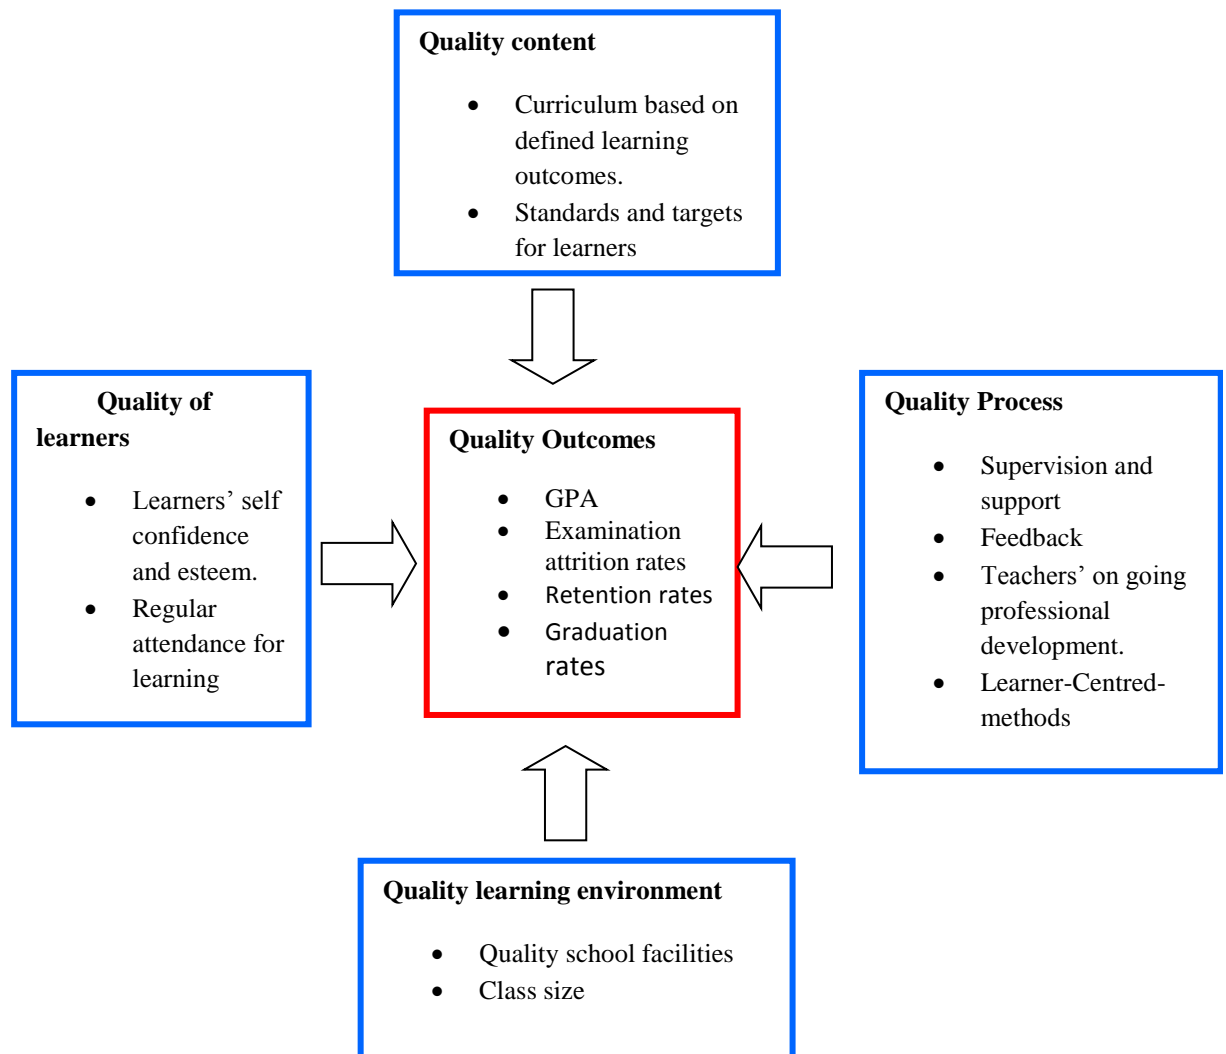 Quality content
• Curriculum based on
defined learning
outcomes.
• Standards and targets
for learners
Quality of
learners
• Learners’ self
confidence
and esteem.
• Regular
attendance for
learning
Quality Outcomes
• GPA
• Examination
attrition rates
• Retention rates
• Graduation
rates
Quality Process
• Supervision and
support
• Feedback
• Teachers’ on going
professional
development.
• Learner-Centred-
methods
Quality learning environment
• Quality school facilities
• Class size